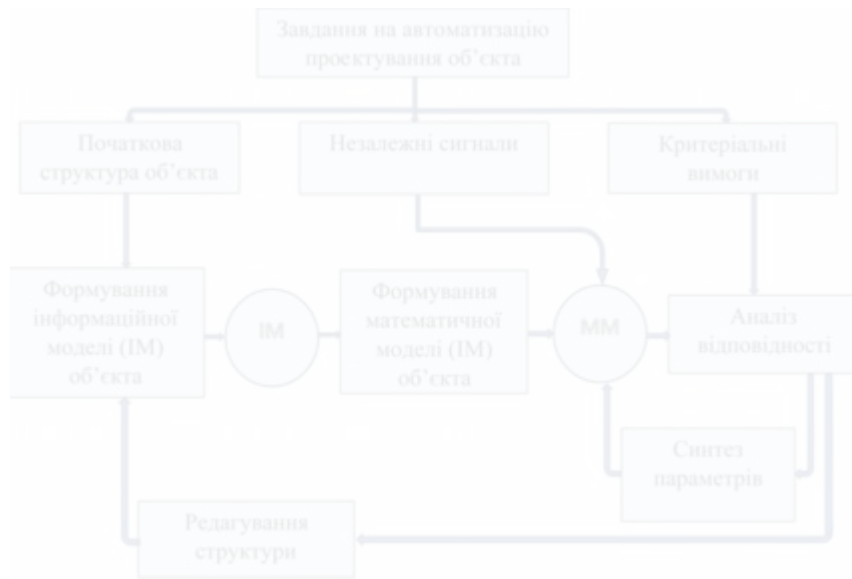 Завдання на автоматизацію
проектування об’єкта
Початкова
структура об’єкта
Незалежні сигнали
Критеріальні
вимоги
Формування
інформаційної
моделі (ІМ)
об’єкта
ІМ
Формування
математичної
моделі (ІМ)
об’єкта
ММ
Аналіз
відповідності
Синтез
параметрів
Редагування
структури